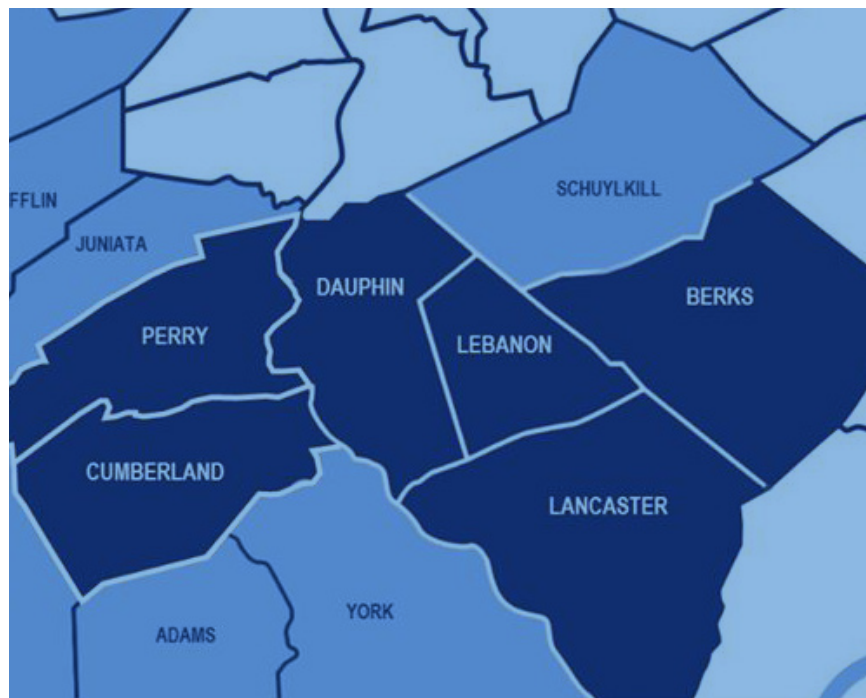 SCHUYLKILL
FFLIN
JUNIATA
DAUPHIN
BERKS
PERRY
LEBANON
CUMBERLAND
LANCASTER
YORK
ADAMS